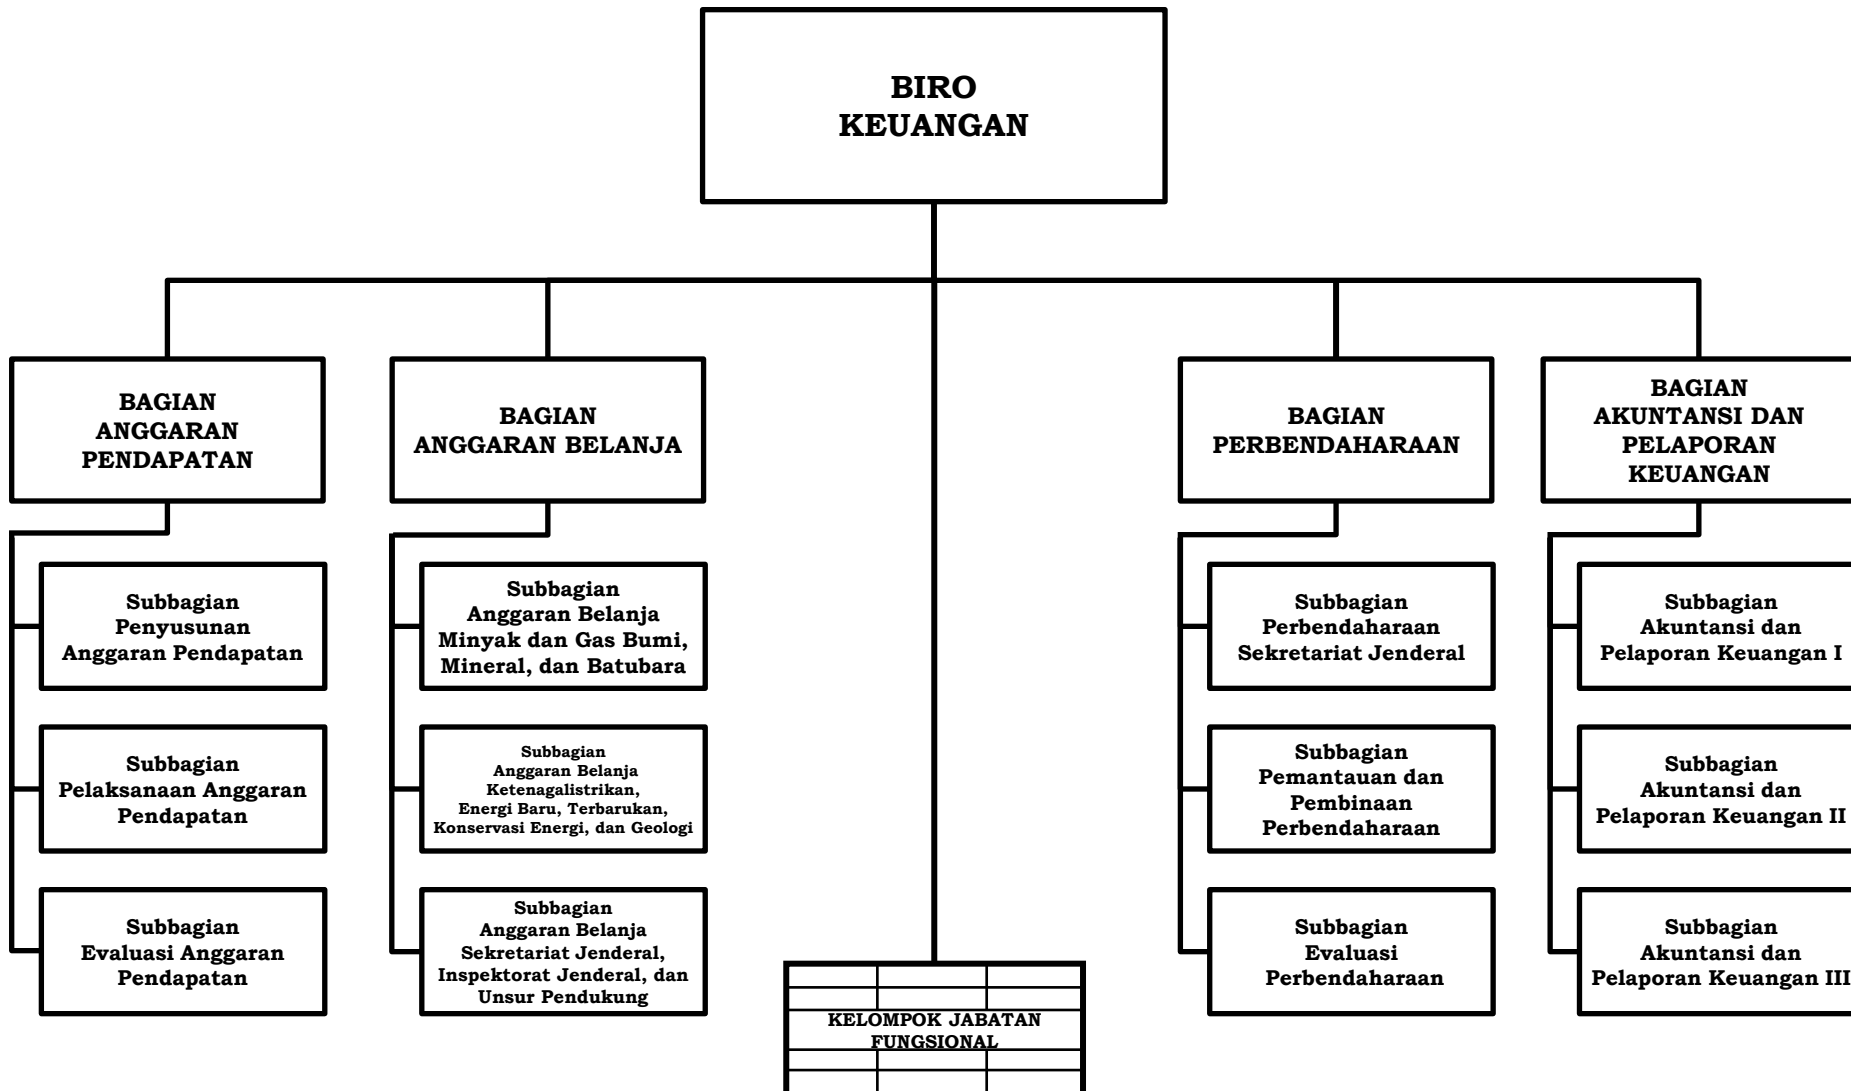 BIRO
KEUANGAN
BAGIAN
ANGGARAN
PENDAPATAN
BAGIAN
ANGGARAN BELANJA
BAGIAN
PERBENDAHARAAN
BAGIAN
AKUNTANSI DAN
PELAPORAN
KEUANGAN
Subbagian
Penyusunan
Anggaran Pendapatan
Subbagian
Anggaran Belanja
Minyak dan Gas Bumi,
Mineral, dan Batubara
Subbagian
Perbendaharaan
Sekretariat Jenderal
Subbagian
Akuntansi dan
Pelaporan Keuangan I
Subbagian
Pelaksanaan Anggaran
Pendapatan
Subbagian
Anggaran Belanja
Ketenagalistrikan,
Energi Baru, Terbarukan,
Konservasi Energi, dan Geologi
Subbagian
Pemantauan dan
Pembinaan
Perbendaharaan
Subbagian
Akuntansi dan
Pelaporan Keuangan II
Subbagian
Evaluasi Anggaran
Pendapatan
Subbagian
Anggaran Belanja
Sekretariat Jenderal,
Inspektorat Jenderal, dan
Unsur Pendukung
Subbagian
Evaluasi
Perbendaharaan
Subbagian
Akuntansi dan
Pelaporan Keuangan III
KELOMPOK JABATAN
FUNGSIONAL